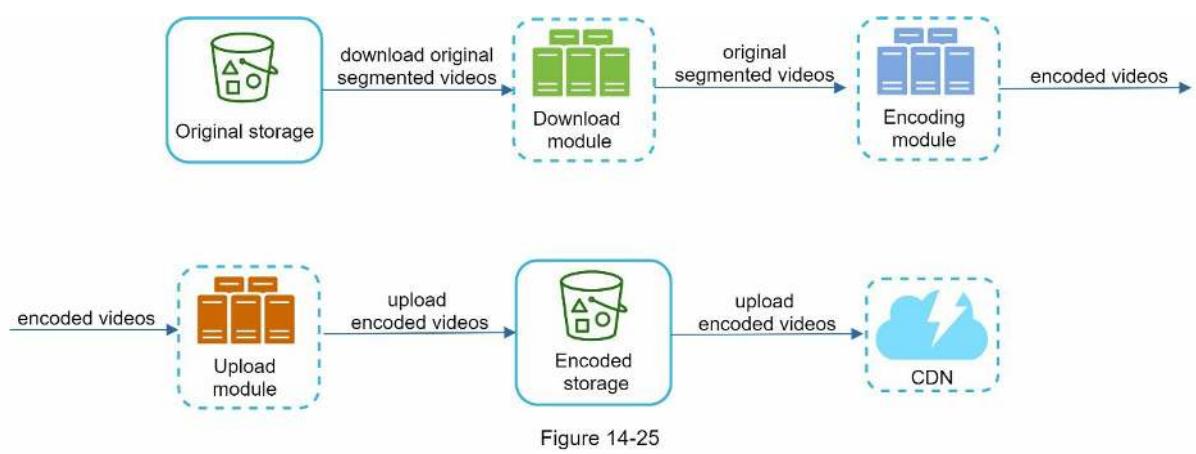 download original
segmented videos
original
segmented videos
encoded videos
Original storage
Download
module
Encoding
module
encoded videos
upload
encoded videos
upload
encoded videos
Upload
module
Encoded
storage
CDN
Figure 14-25